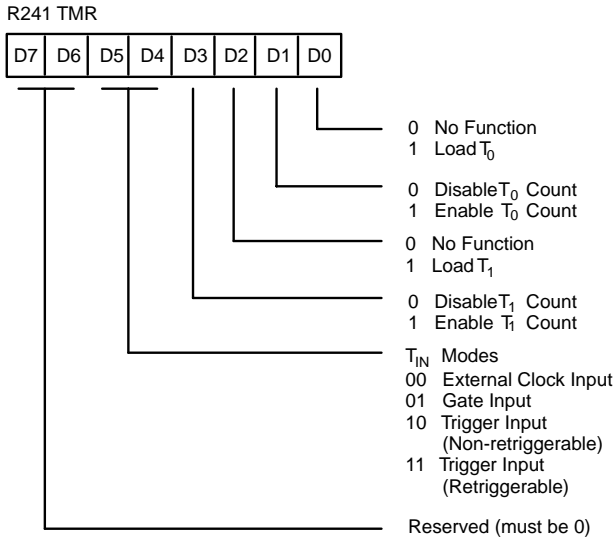 R241 TMR
D7 D6 D5 D4 D3 D2 D1 D0
0 No Function
1 Load T0
0 Disable T0 Count
1 Enable T0 Count
0 No Function
1 Load T1
0 Disable T1 Count
1 Enable T1 Count
TIN Modes
00 External Clock Input
01 Gate Input
10 Trigger Input
(Non-retriggerable)
11 Trigger Input
(Retriggerable)
Reserved (must be 0)